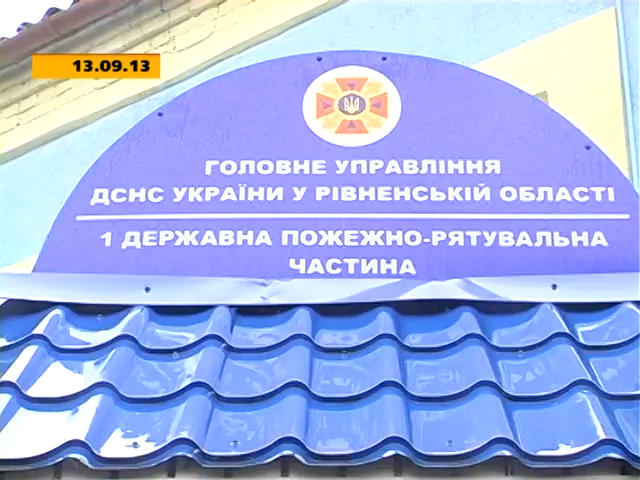 13.09.13
ГОЛОВНЕ УПРАВЛІННЯ
ДСНС УКРАЇНИ У РІВНЕНСЬКІЙ ОБЛАСТІ
1 ДЕРЖАВНА ПОЖЕЖНО-РЯТУВАЛЬНА
ЧАСТИНА